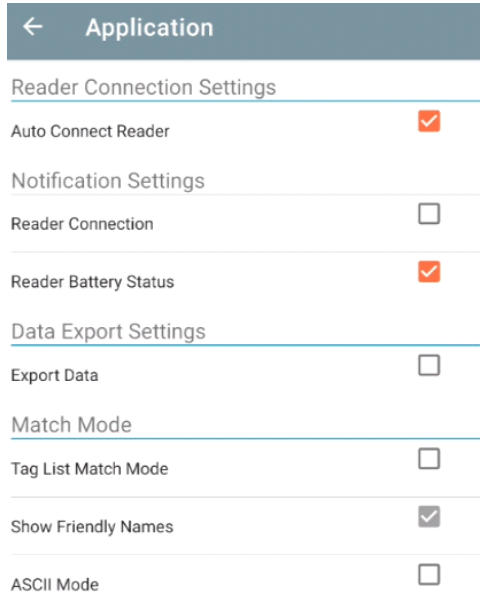 Application
Reader Connection Settings
Auto Connect Reader
Notification Settings
Reader Connection
Reader Battery Status
Data Export Settings
Export Data
Match Mode
Tag List Match Mode
Show Friendly Names
ASCII Mode